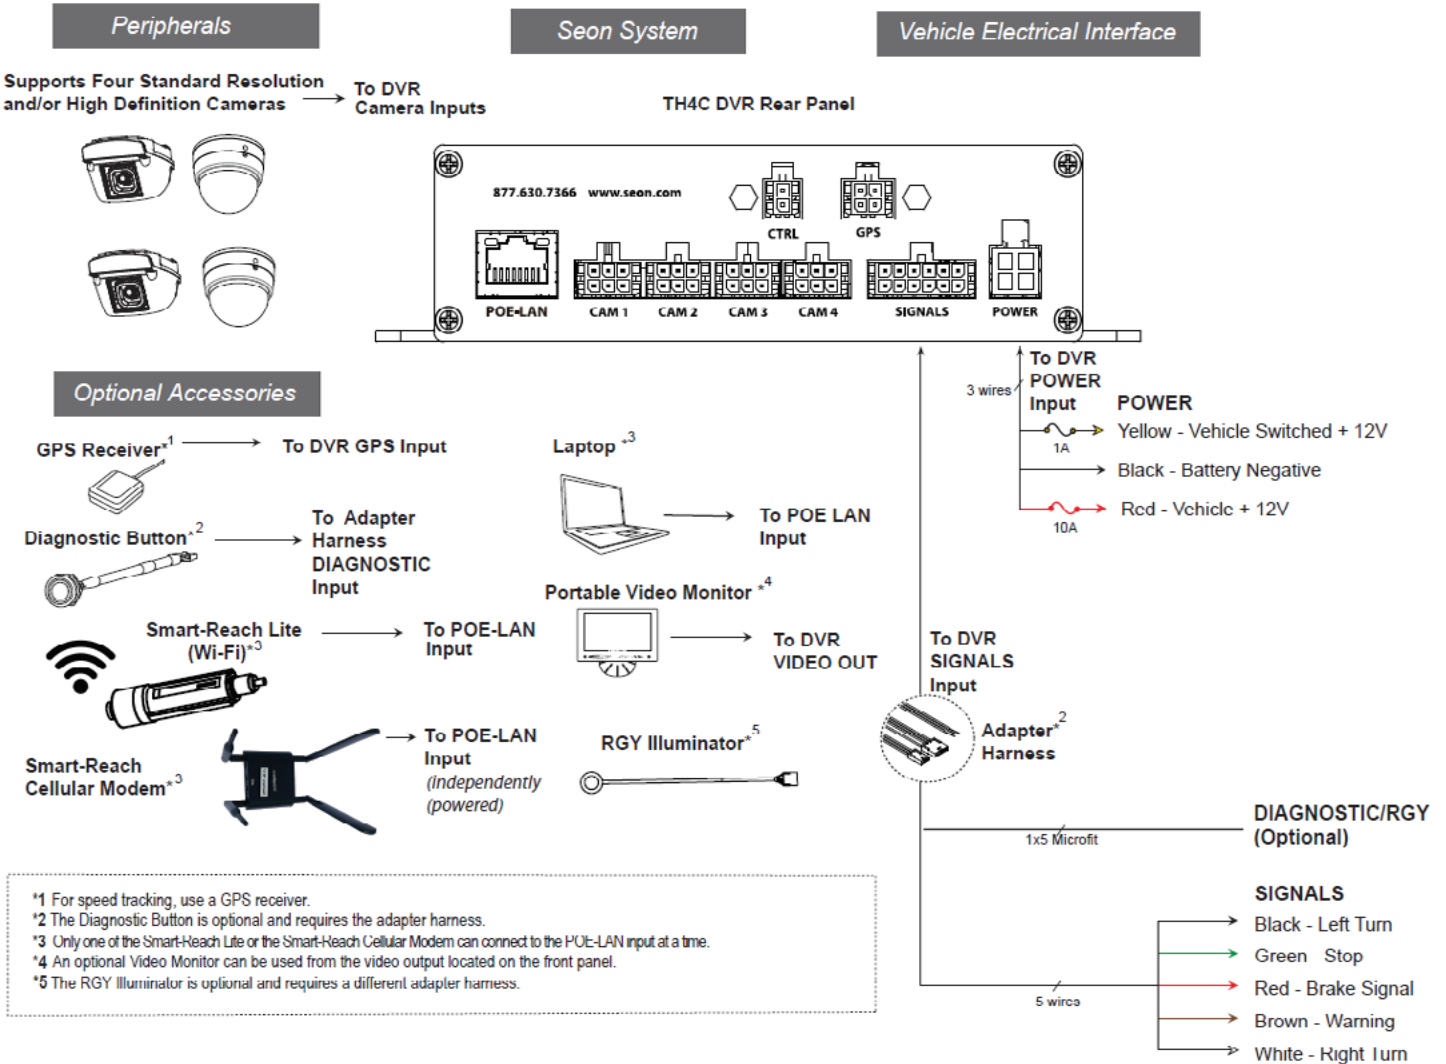 Peripherals
Seon System
Vehicle Electrical Interface
Supports Four Standard Resolution
and/or High Definition Cameras
To DVR
Camera Inputs
TH4C DVR Rear Panel
877.630.7366 www.seon.com
CTRL
GPS
POE-LAN
CAM 1
CAM 2
CAM 3
CAM 4
SIGNALS
POWER
To DVR
POWER
Input
3 wires
POWER
Yellow - Vehicle Switched + 12V
1A
Black - Battery Negative
Red - Vehicle + 12V
10A
Optional Accessories
GPS Receiver*1
To DVR GPS Input
Diagnostic Button*2
To Adapter
Harness
DIAGNOSTIC
Input
Smart-Reach Lite
(Wi-Fi)*3
To POE-LAN
Input
Smart-Reach
Cellular Modem*3
To POE-LAN
Input
(independently
(powered)
Laptop *3
To POE LAN
Input
Portable Video Monitor *4
To DVR
VIDEO OUT
RGY Illuminator*5
To DVR
SIGNALS
Input
Adapter*2
Harness
1x5 Microfit
DIAGNOSTIC/RGY
(Optional)
5 wires
SIGNALS
Black - Left Turn
Green Stop
Red - Brake Signal
Brown - Warning
White - Right Turn
*1 For speed tracking, use a GPS receiver.
*2 The Diagnostic Button is optional and requires the adapter harness.
*3 Only one of the Smart-Reach Lite or the Smart-Reach Cellular Modem can connect to the POE-LAN input at a time.
*4 An optional Video Monitor can be used from the video output located on the front panel.
*5 The RGY Illuminator is optional and requires a different adapter harness.